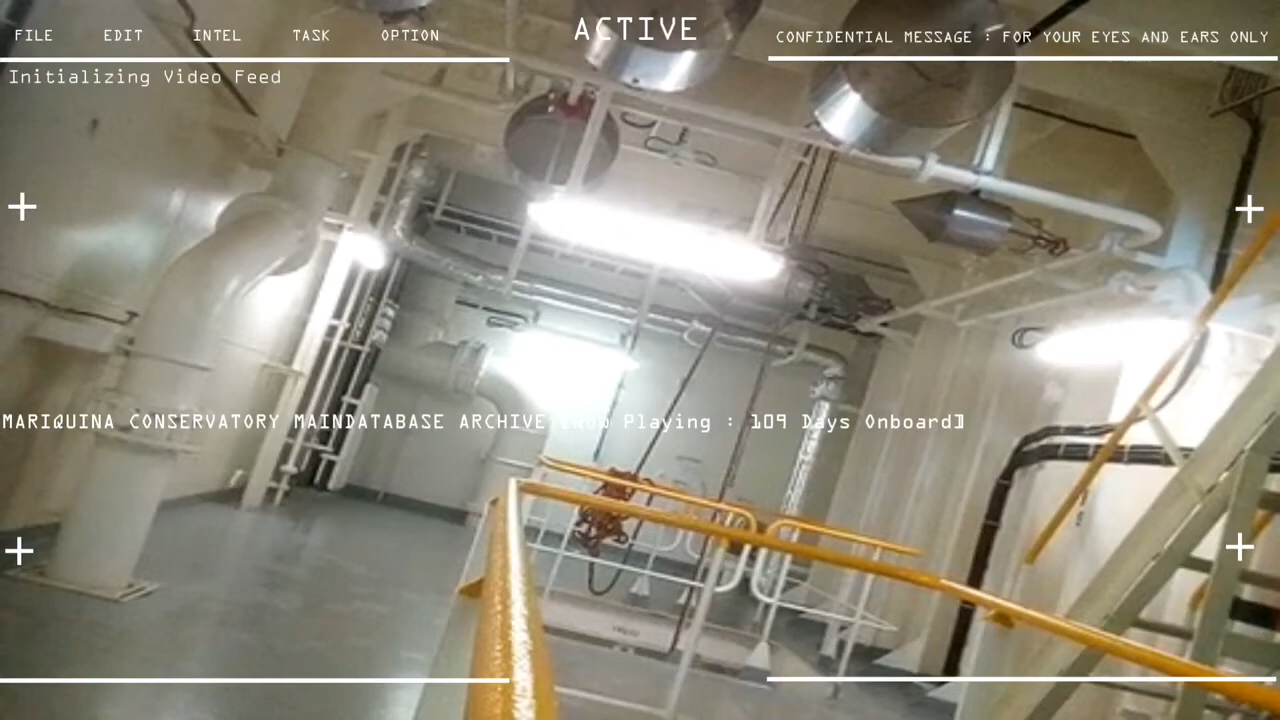 FILE EDIT INTEL TASK OPTION
ACTIVE
CONFIDENTIAL MESSAGE : FOR YOUR EYES AND EARS ONLY
Initializing Video Feed
MARIQUINA CONSERVATORY MAINDATABASE ARCHIVE [Now Playing : 109 Days Onboard]